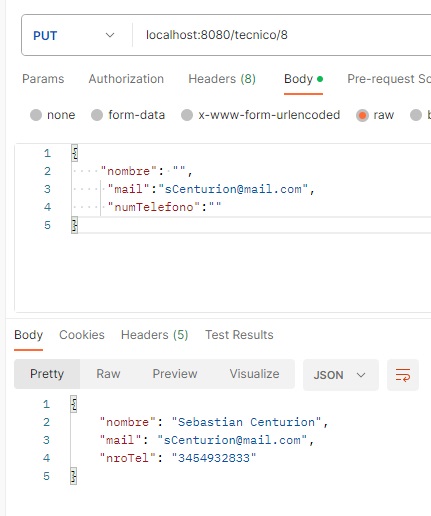 PUT localhost:8080/tecnico/8
Params Authorization Headers (8) Body Pre-request Sc
none form-data x-www-form-urlencoded raw b
1 {
2 "nombre": "",
3 "mail":"sCenturion@mail.com",
4 "numTelefono":""
5 }
Body Cookies Headers (5) Test Results
Pretty Raw Preview Visualize JSON
1 {
2 "nombre": "Sebastian Centurion",
3 "mail": "sCenturion@mail.com",
4 "nroTel": "3454932833"
5 }